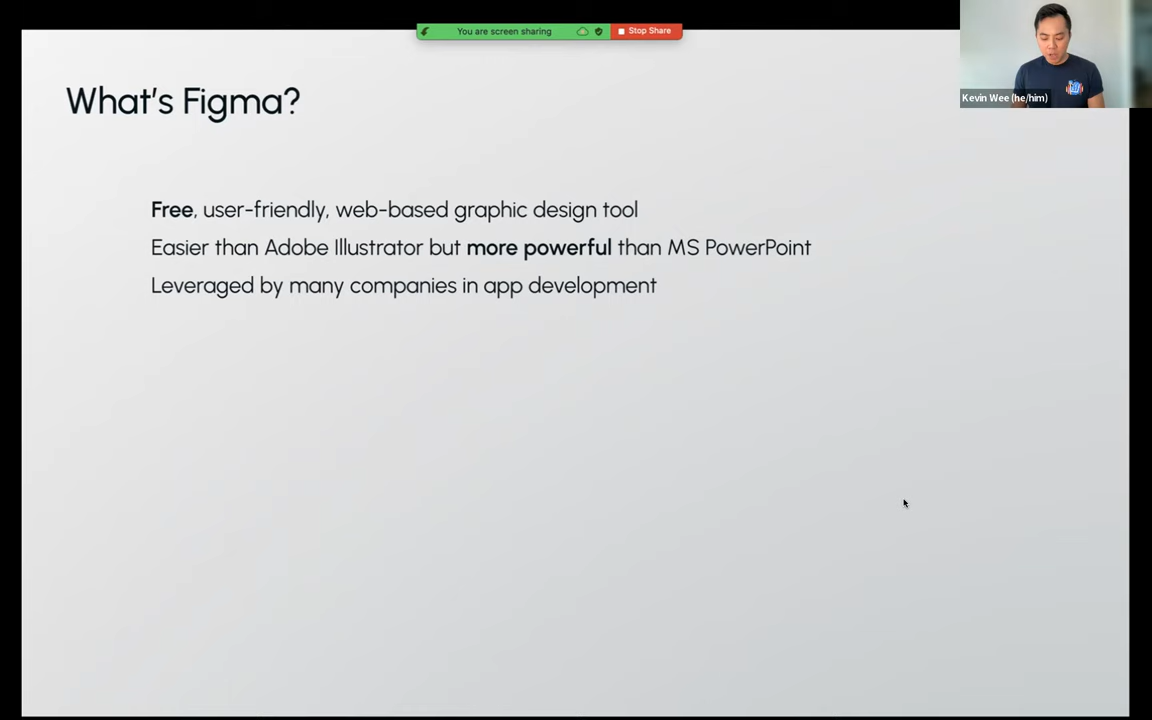 You are screen sharing
Stop Share
What's Figma?
Kevin Wee (he/him)
Free, user-friendly, web-based graphic design tool
Easier than Adobe Illustrator but more powerful than MS PowerPoint
Leveraged by many companies in app development